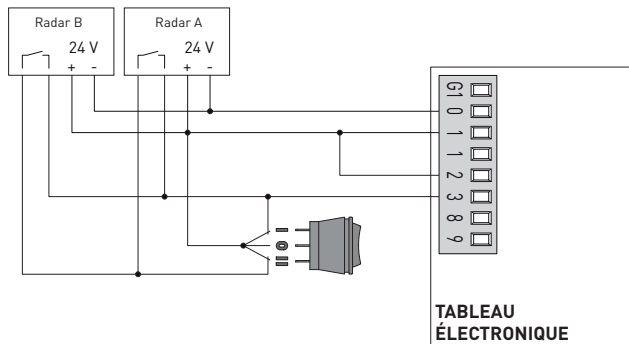 Radar B
24 V
+ -
Radar A
24 V
+ -
G1
0
1
1
2
3
8
9
I
0
II
TABLEAU
ÉLECTRONIQUE